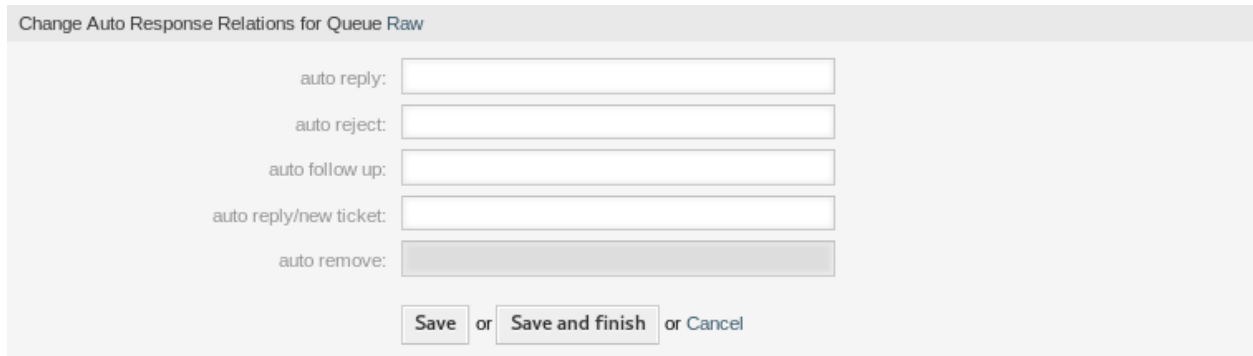 Change Auto Response Relations for Queue Raw
auto reply:
auto reject:
auto follow up:
auto reply/new ticket:
auto remove:
Save or Save and finish or Cancel